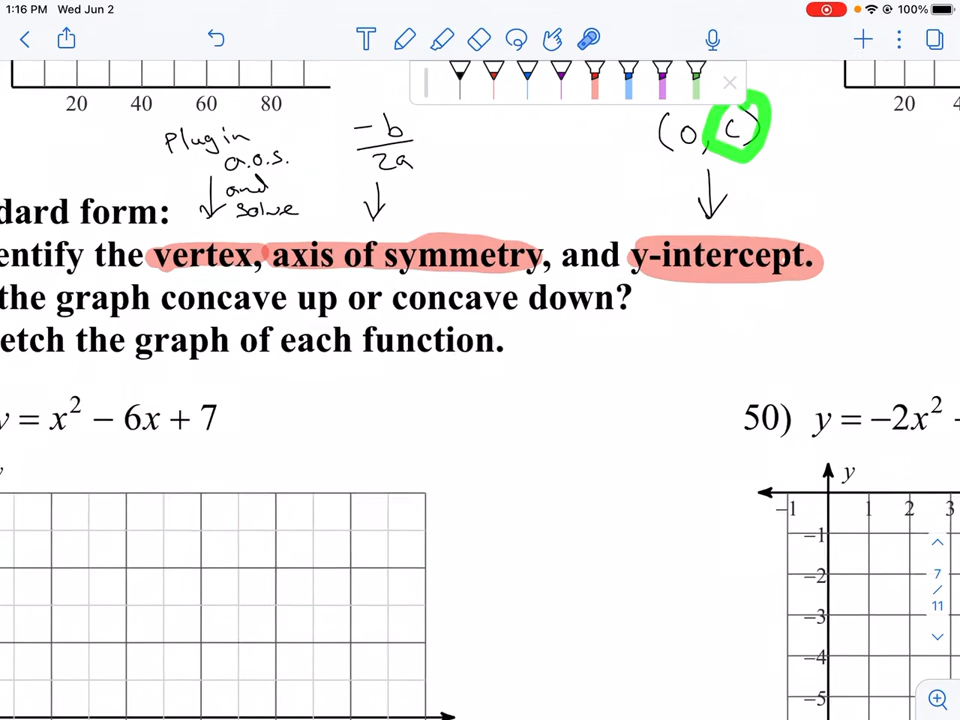 1:16 PM Wed Jun 2
100%
20 40 60 80
20 4
Plug in
a.o.s.
and
solve
-b
2a
(0, c)
dard form:
entify the vertex, axis of symmetry, and y-intercept.
the graph concave up or concave down?
etch the graph of each function.
y = x² − 6x + 7
50) y = −2x² −
y
y
−1 1 2 3
−1
−2
−3
−4
−5
7
/
11